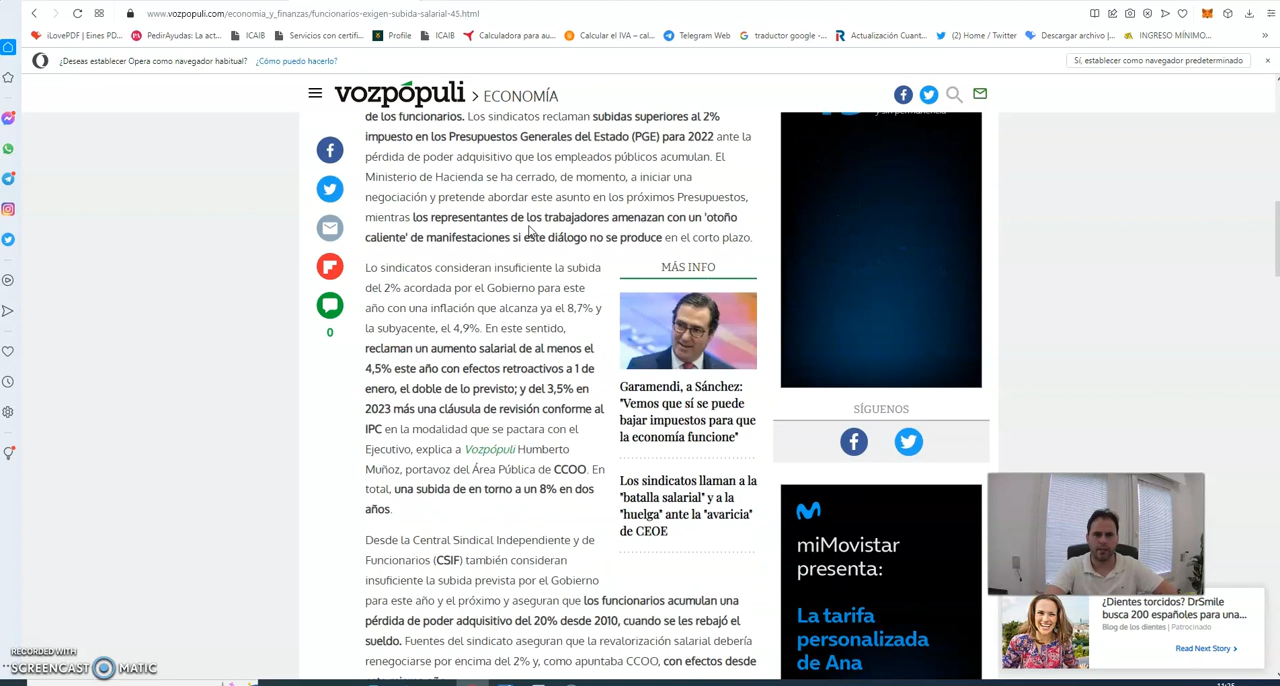 www.vozpopuli.com/economia_y_finanzas/funcionarios-exigen-subida-salarial-45.html
iLovePDF | Eines PD...
PedirAyudas: La act...
ICAIB
Servicios con certifi...
Profile
ICAIB
Calculadora para au...
Calcular el IVA – cal...
Telegram Web
traductor google -...
Actualización Cuant...
(2) Home / Twitter
Descargar archivo |...
INGRESO MÍNIMO...
»
¿Deseas establecer Opera como navegador habitual?
¿Cómo puedo hacerlo?
Sí, establecer como navegador predeterminado
vozpópuli > ECONOMÍA
de los funcionarios. Los sindicatos reclaman subidas superiores al 2%
impuesto en los Presupuestos Generales del Estado (PGE) para 2022 ante la
pérdida de poder adquisitivo que los empleados públicos acumulan. El
Ministerio de Hacienda se ha cerrado, de momento, a iniciar una
negociación y pretende abordar este asunto en los próximos Presupuestos,
mientras los representantes de los trabajadores amenazan con un 'otoño
caliente' de manifestaciones si este diálogo no se produce en el corto plazo.
0
Lo sindicatos consideran insuficiente la subida
del 2% acordada por el Gobierno para este
año con una inflación que alcanza ya el 8,7% y
la subyacente, el 4,9%. En este sentido,
reclaman un aumento salarial de al menos el
4,5% este año con efectos retroactivos a 1 de
enero, el doble de lo previsto; y del 3,5% en
2023 más una cláusula de revisión conforme al
IPC en la modalidad que se pactara con el
Ejecutivo, explica a Vozpópuli Humberto
Muñoz, portavoz del Área Pública de CCOO. En
total, una subida de en torno a un 8% en dos
años.
Desde la Central Sindical Independiente y de
Funcionarios (CSIF) también consideran
insuficiente la subida prevista por el Gobierno
para este año y el próximo y aseguran que los funcionarios acumulan una
pérdida de poder adquisitivo del 20% desde 2010, cuando se les rebajó el
sueldo. Fuentes del sindicato aseguran que la revalorización salarial debería
renegociarse por encima del 2% y, como apuntaba CCOO, con efectos desde
MÁS INFO
Garamendi, a Sánchez:
"Vemos que sí se puede
bajar impuestos para que
la economía funcione"
Los sindicatos llaman a la
"batalla salarial" y a la
"huelga" ante la "avaricia"
de CEOE
SÍGUENOS
miMovistar
presenta:
La tarifa
personalizada
de Ana
¿Dientes torcidos? DrSmile
busca 200 españoles para una...
Blog de los dientes | Patrocinado
Read Next Story >
RECORDED WITH
SCREENCAST MATIC